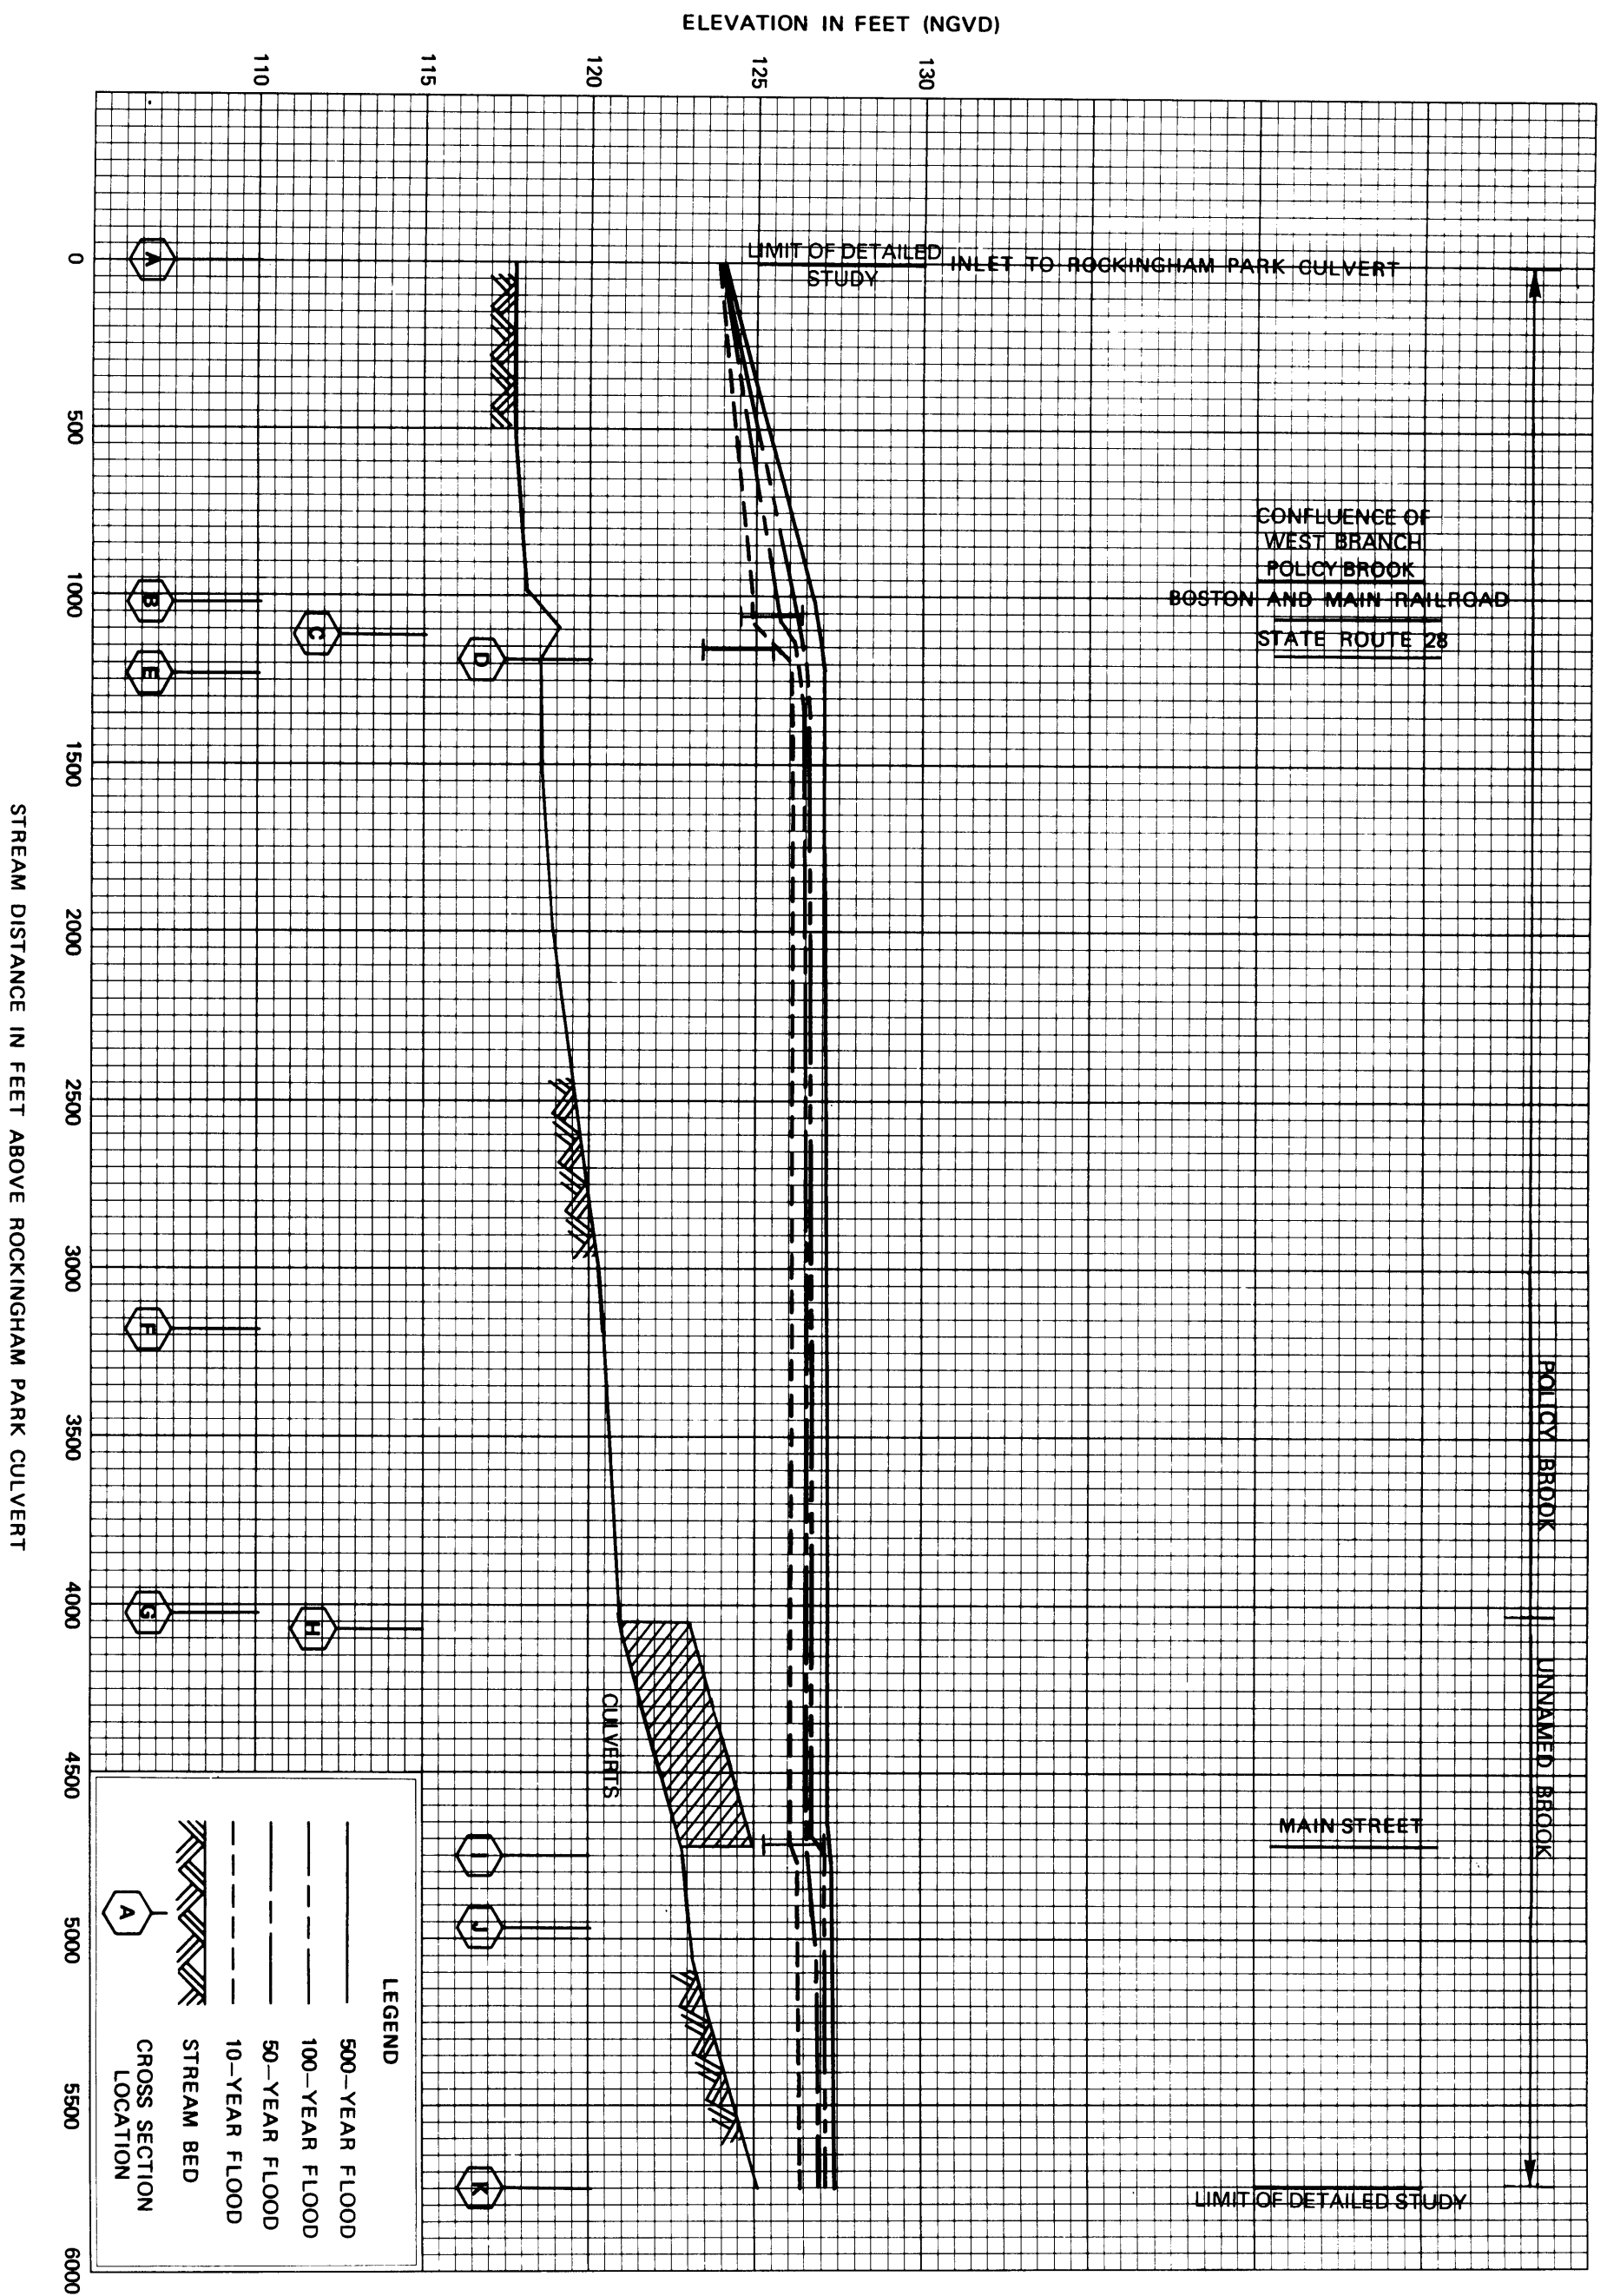 ELEVATION IN FEET (NGVD)
110
115
120
125
130
LIMIT OF DETAILED
STUDY
INLET TO ROCKINGHAM PARK CULVERT
CONFLUENCE OF
WEST BRANCH
POLICY BROOK
BOSTON AND MAIN RAILROAD
STATE ROUTE 28
POLICY BROOK
UNNAMED BROOK
MAIN STREET
LIMIT OF DETAILED STUDY
CULVERTS
A
B
C
D
E
F
G
H
I
J
K
0
500
1000
1500
2000
2500
3000
3500
4000
4500
5000
5500
6000
STREAM DISTANCE IN FEET ABOVE ROCKINGHAM PARK CULVERT
LEGEND
500-YEAR FLOOD
100-YEAR FLOOD
50-YEAR FLOOD
10-YEAR FLOOD
STREAM BED
A
CROSS SECTION
LOCATION